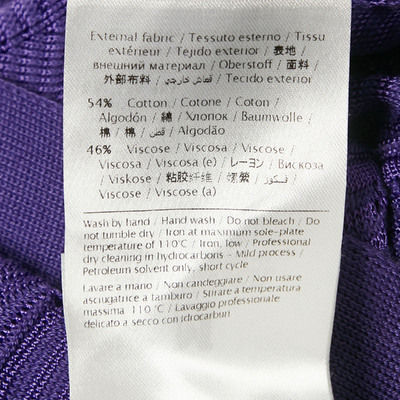 External fabric / Tessuto esterno / Tissu
extérieur / Tejido exterior / 表地 /
внешний материал / Oberstoff / 面料 /
外部布料 / قماش خارجي / Tecido exterior
54% Cotton / Cotone / Coton /
Algodón / 綿 / Хлопок / Baumwolle /
棉 / 棉 / قطن / Algodão
46% Viscose / Viscosa / Viscose /
Viscosa / Viscosa (e) / レーヨン / Вискоза
/ Viskose / 粘胶纤维 / 嫘縈 / فسكوز /
Viscose / Viscose (a)
Wash by hand / Hand wash / Do not bleach / Do
not tumble dry / Iron at maximum sole-plate
temperature of 110°C / Iron, low / Professional
dry cleaning in hydrocarbons - Mild process /
Petroleum solvent only, short cycle
Lavare a mano / Non candeggiare / Non usare
asciugatrice a tamburo / Stirare a temperatura
massima 110°C / Lavaggio professionale
delicato a secco con idrocarburi